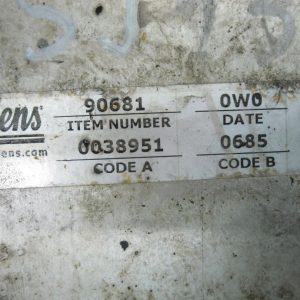 90681 0W0
ens ITEM NUMBER DATE
ens.com 0038951 0685
CODE A CODE B